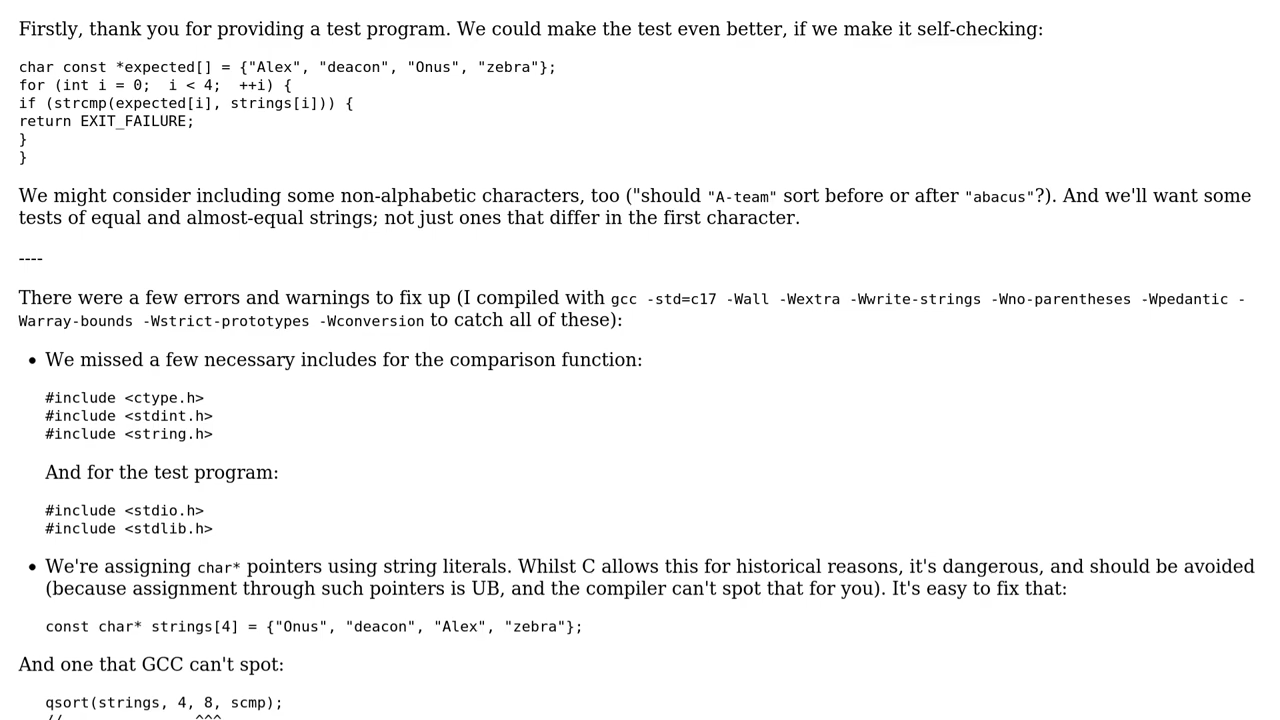 Firstly, thank you for providing a test program. We could make the test even better, if we make it self-checking:
char const *expected[] = {"Alex", "deacon", "Onus", "zebra"};
for (int i = 0;  i < 4;  ++i) {
if (strcmp(expected[i], strings[i])) {
return EXIT_FAILURE;
}
}
We might consider including some non-alphabetic characters, too ("should "A-team" sort before or after "abacus"?). And we'll want some
tests of equal and almost-equal strings; not just ones that differ in the first character.
----
There were a few errors and warnings to fix up (I compiled with gcc -std=c17 -Wall -Wextra -Wwrite-strings -Wno-parentheses -Wpedantic -
Warray-bounds -Wstrict-prototypes -Wconversion to catch all of these):
• We missed a few necessary includes for the comparison function:
#include <ctype.h>
#include <stdint.h>
#include <string.h>
And for the test program:
#include <stdio.h>
#include <stdlib.h>
• We're assigning char* pointers using string literals. Whilst C allows this for historical reasons, it's dangerous, and should be avoided
(because assignment through such pointers is UB, and the compiler can't spot that for you). It's easy to fix that:
const char* strings[4] = {"Onus", "deacon", "Alex", "zebra"};
And one that GCC can't spot:
qsort(strings, 4, 8, scmp);
//               ^^^